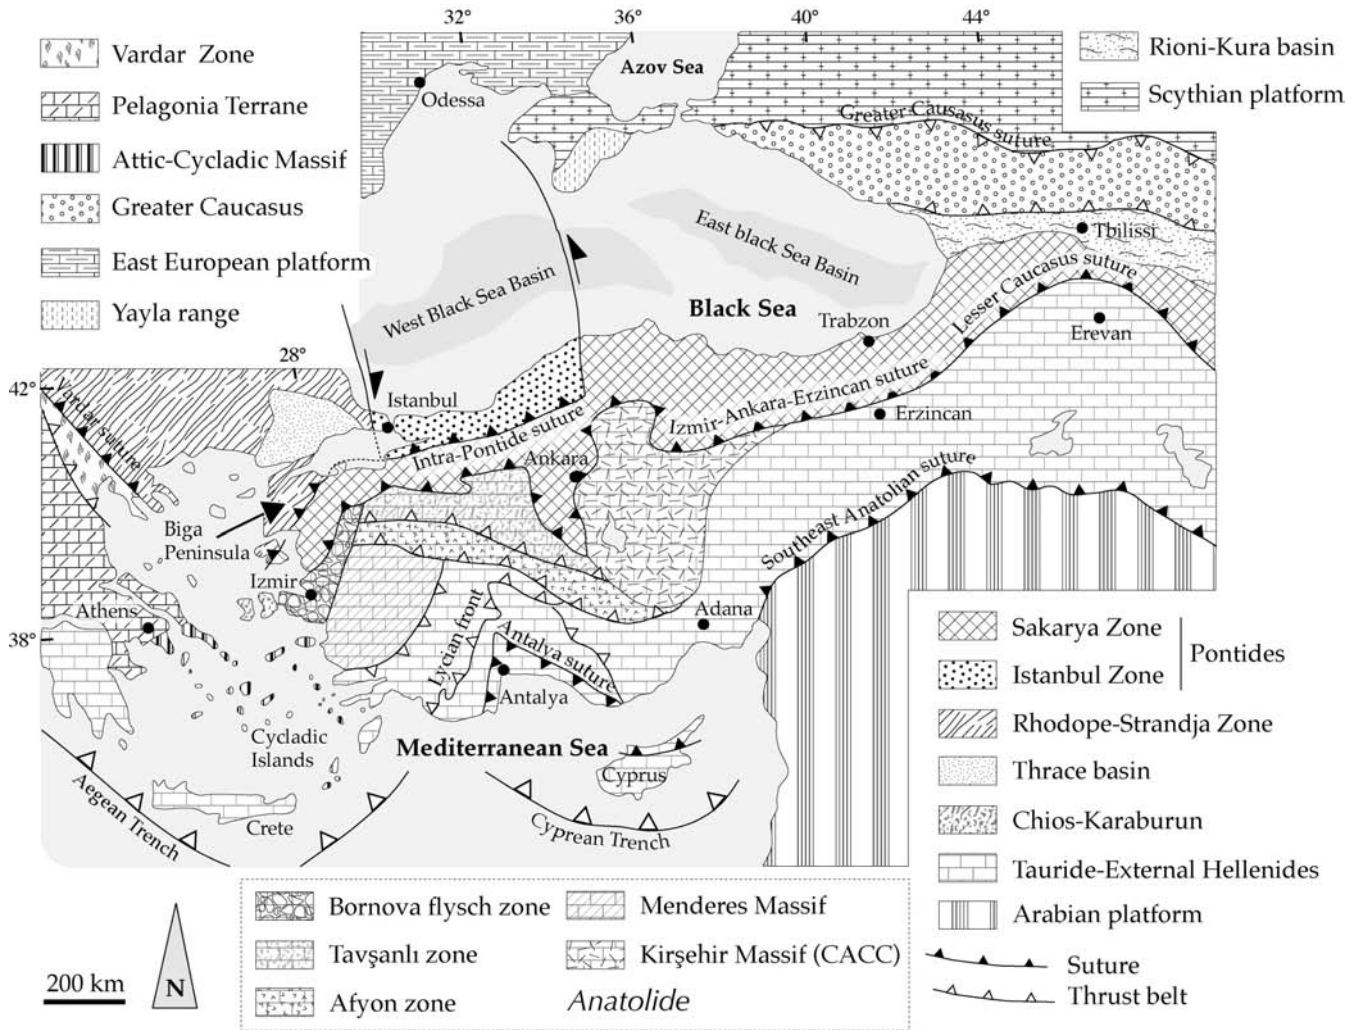 32°
36°
40°
44°
Vardar Zone
Pelagonia Terrane
Attic-Cycladic Massif
Greater Caucasus
East European platform
Yayla range
Rioni-Kura basin
Scythian platform
Azov Sea
Odessa
Greater Causasus
suture
East black Sea
Basin
Tbilissi
West Black Sea Basin
Black Sea
Trabzon
Lesser Caucasus suture
Erevan
28°
42°
Vardar suture
Istanbul
Izmir-Ankara-Erzincan suture
Erzincan
Intra-Pontide suture
Ankara
Biga
Peninsula
Southeast Anatolian suture
Izmir
Athens
Adana
38°
Lycian front
Antalya suture
Antalya
Cycladic
Islands
Mediterranean Sea
Cyprus
Aegean Trench
Crete
Cyprean Trench
Sakarya Zone
Istanbul Zone
Pontides
Rhodope-Strandja Zone
Thrace basin
Chios-Karaburun
Tauride-External Hellenides
Arabian platform
Suture
Thrust belt
Bornova flysch zone
Tavşanlı zone
Afyon zone
Menderes Massif
Kirşehir Massif (CACC)
Anatolide
200 km
N